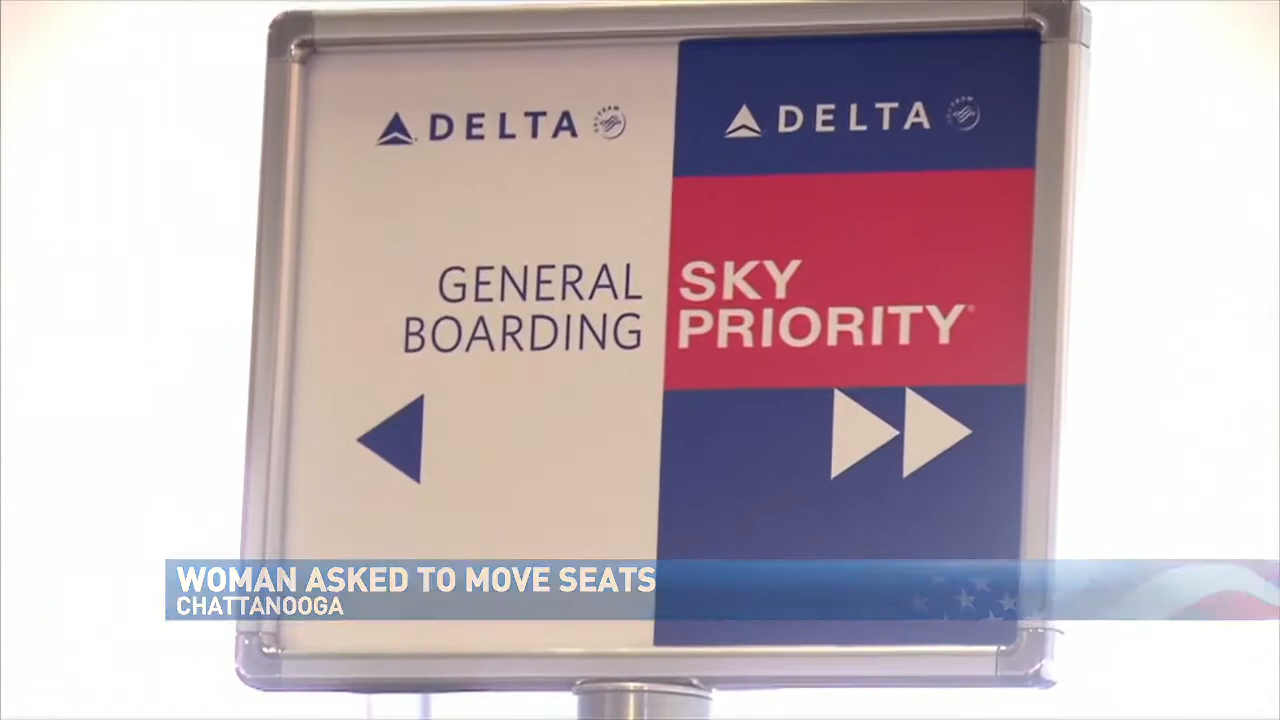 DELTA
GENERAL
BOARDING
DELTA
SKY
PRIORITY®
WOMAN ASKED TO MOVE SEATS
CHATTANOOGA